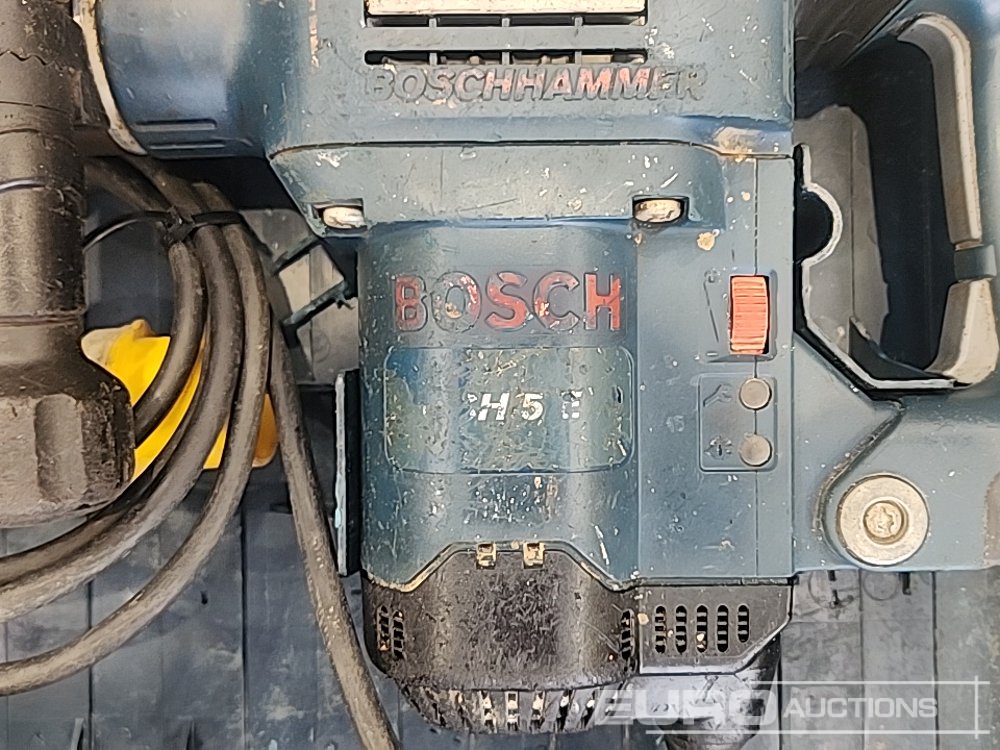 BOSCHHAMMER
BOSCH
H 5 E
EURO AUCTIONS